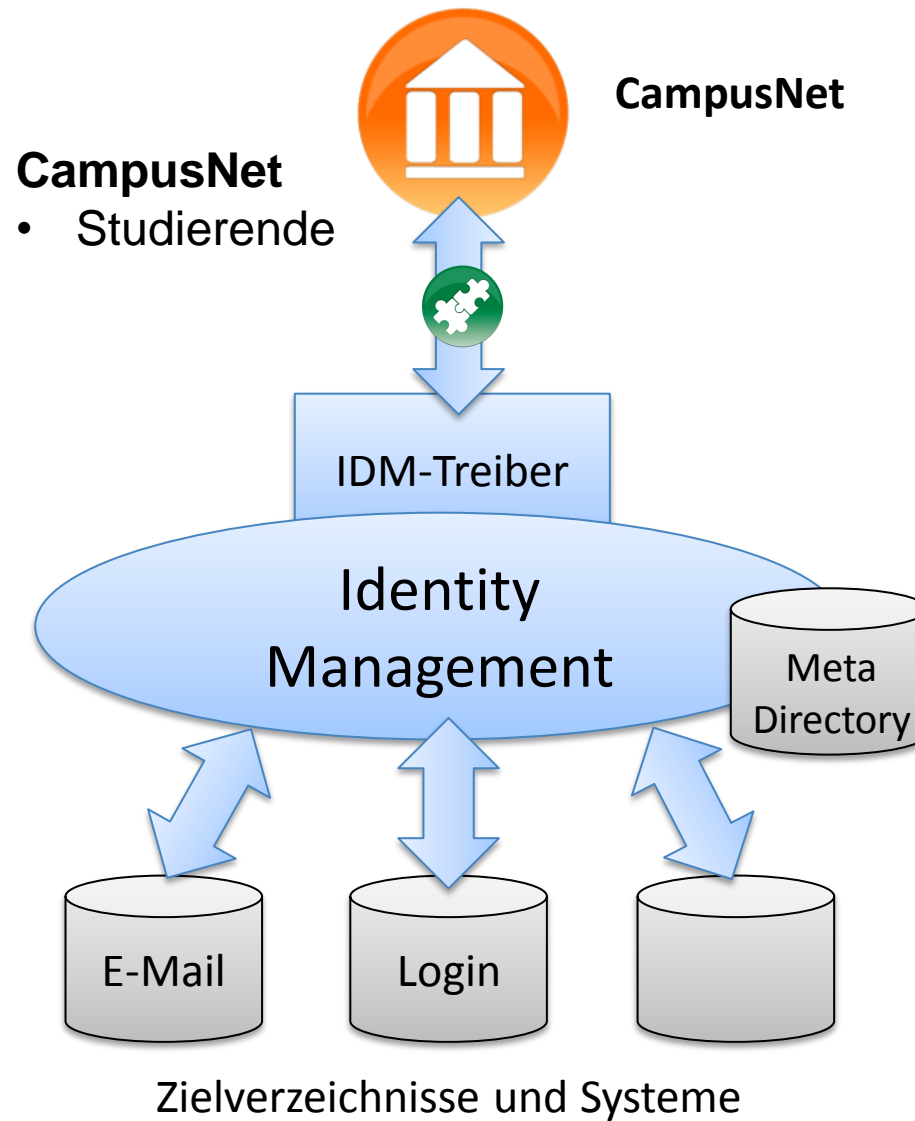 CampusNet
CampusNet
• Studierende
IDM-Treiber
Identity
Management
Meta
Directory
E-Mail
Login
Zielverzeichnisse und Systeme